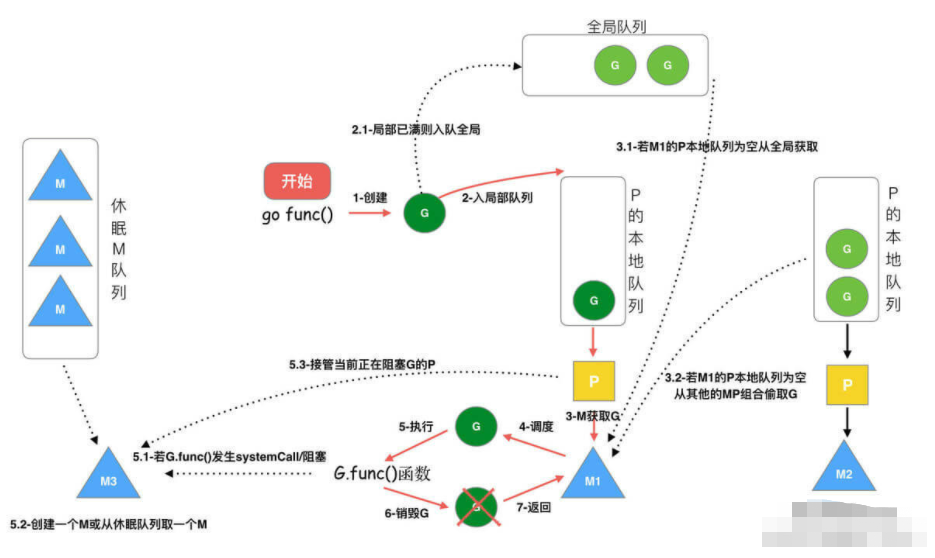 全局队列
G
G
2.1-局部已满则入队全局
3.1-若M1的P本地队列为空从全局获取
开始
go func()
1-创建
G
2-入局部队列
P的本地队列
G
P的本地队列
G
G
休眠M队列
M
M
M
5.3-接管当前正在阻塞G的P
P
3.2-若M1的P本地队列为空
从其他的MP组合偷取G
P
3-M获取G
5-执行
G
4-调度
5.1-若G.func()发生systemCall/阻塞
G.func()函数
M3
M1
M2
6-销毁G
G
7-返回
5.2-创建一个M或从休眠队列取一个M